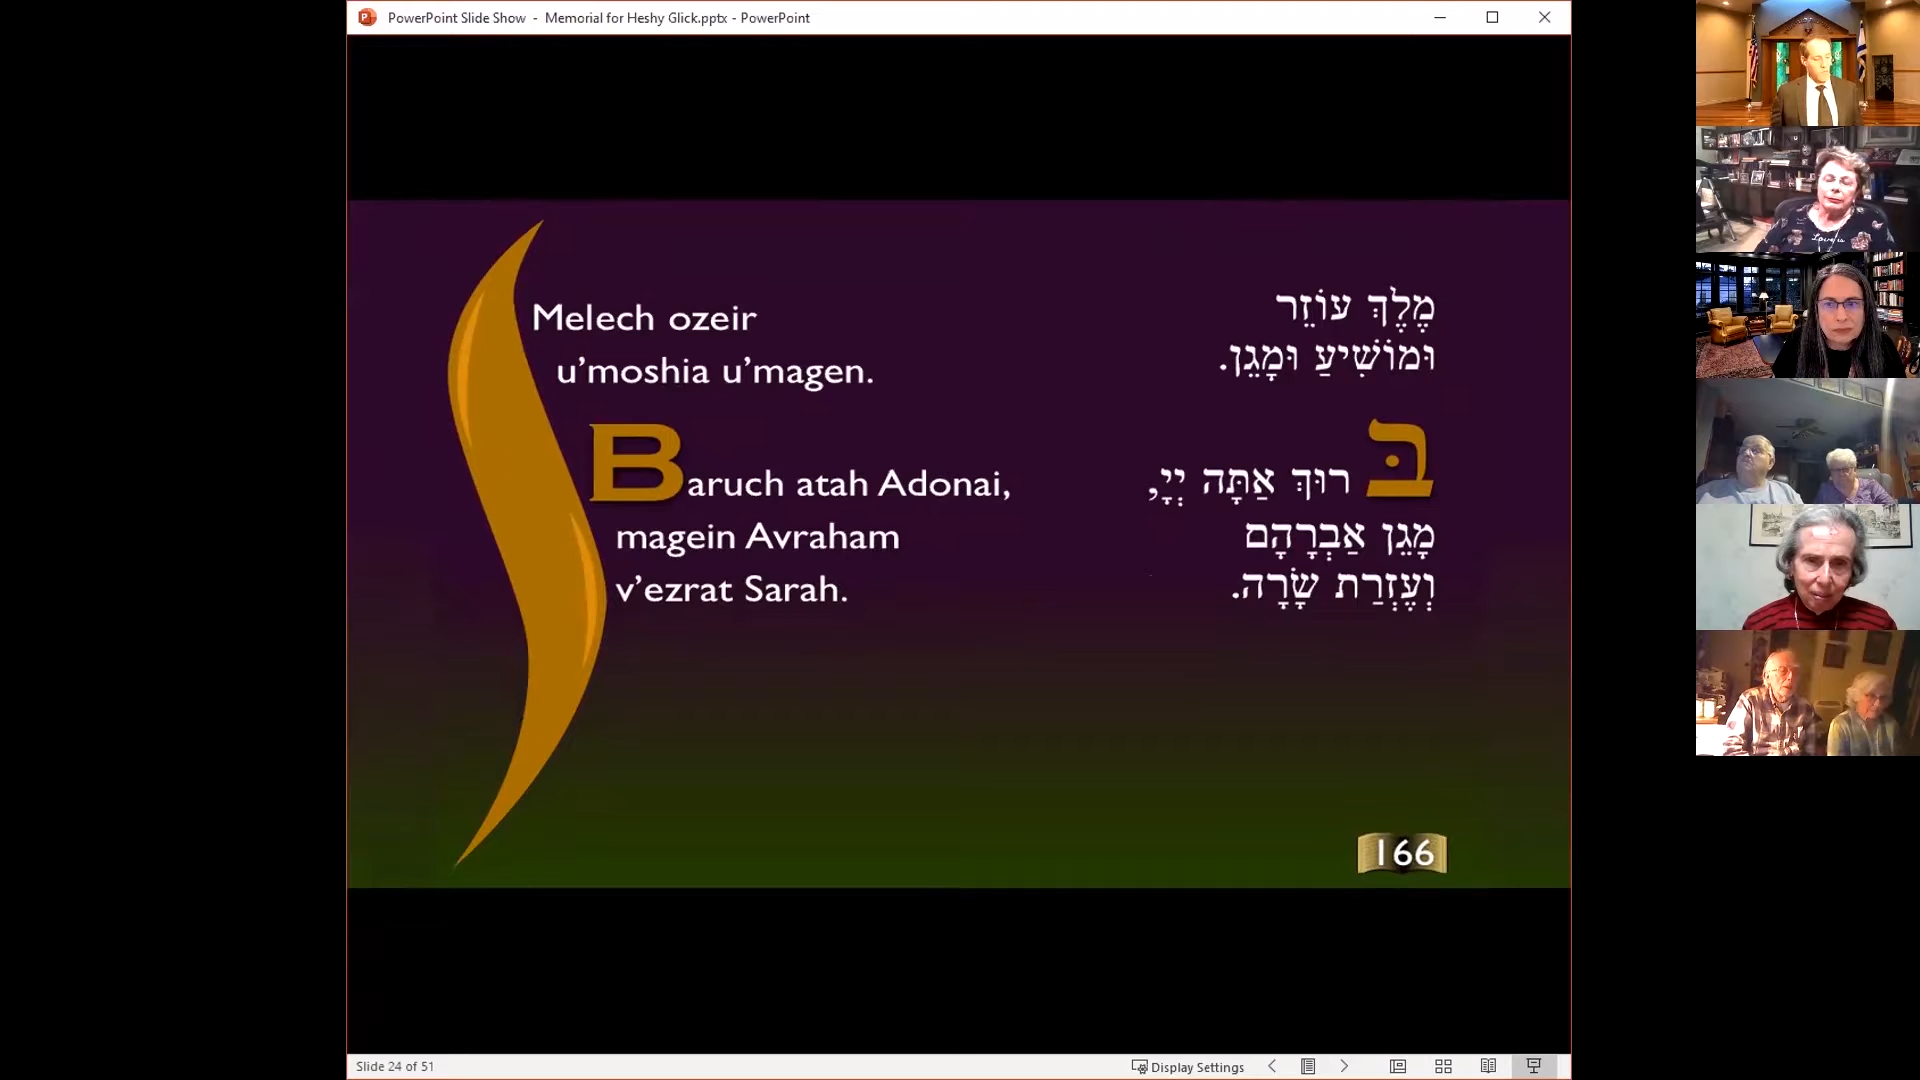 PowerPoint Slide Show - Memorial for Heshy Glick.pptx - PowerPoint
Melech ozeir
u'moshia u'magen.
Baruch atah Adonai,
magein Avraham
v'ezrat Sarah.
מֶלֶךְ עוֹזֵר
וּמוֹשִׁיעַ וּמָגֵן.
בָּרוּךְ אַתָּה יְיָ,
מָגֵן אַבְרָהָם
וְעֶזְרַת שָׂרָה.
166
Slide 24 of 51
Display Settings